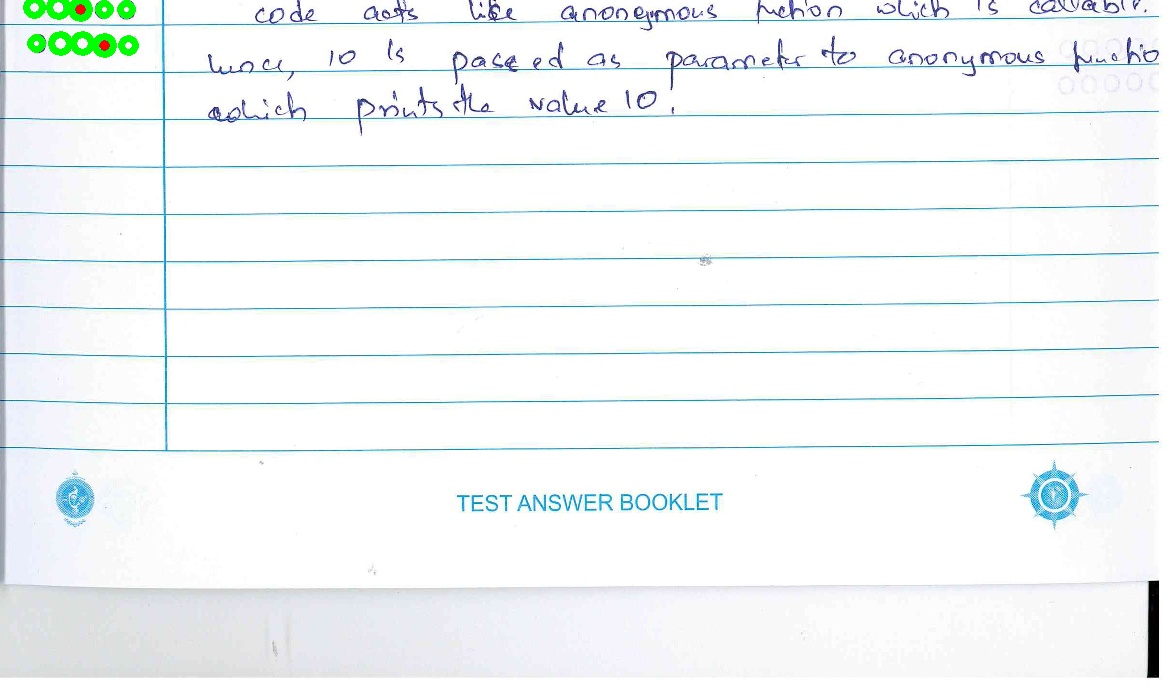 code acts like anonymous function which is callable.
hence, 10 is passed as parameter to anonymous functio
which prints the value 10.
TEST ANSWER BOOKLET